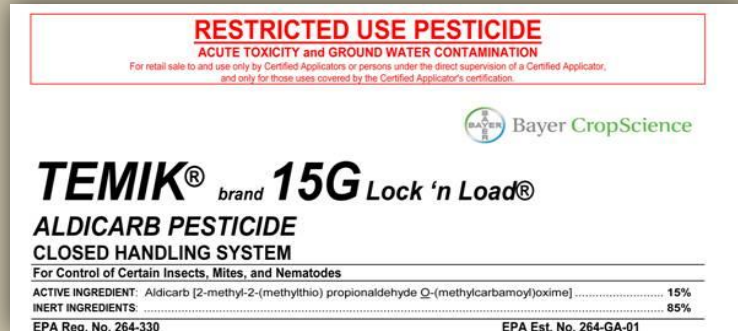 RESTRICTED USE PESTICIDE
ACUTE TOXICITY and GROUND WATER CONTAMINATION
For retail sale to and use only by Certified Applicators or persons under the direct supervision of a Certified Applicator,
and only for those uses covered by the Certified Applicator's certification.
BAYER
BAYER
Bayer CropScience
TEMIK® brand 15G Lock 'n Load®
ALDICARB PESTICIDE
CLOSED HANDLING SYSTEM
For Control of Certain Insects, Mites, and Nematodes
ACTIVE INGREDIENT: Aldicarb [2-methyl-2-(methylthio) propionaldehyde O-(methylcarbamoyl)oxime] ........................ 15%
INERT INGREDIENTS: ........................ 85%
EPA Reg. No. 264-330 EPA Est. No. 264-GA-01